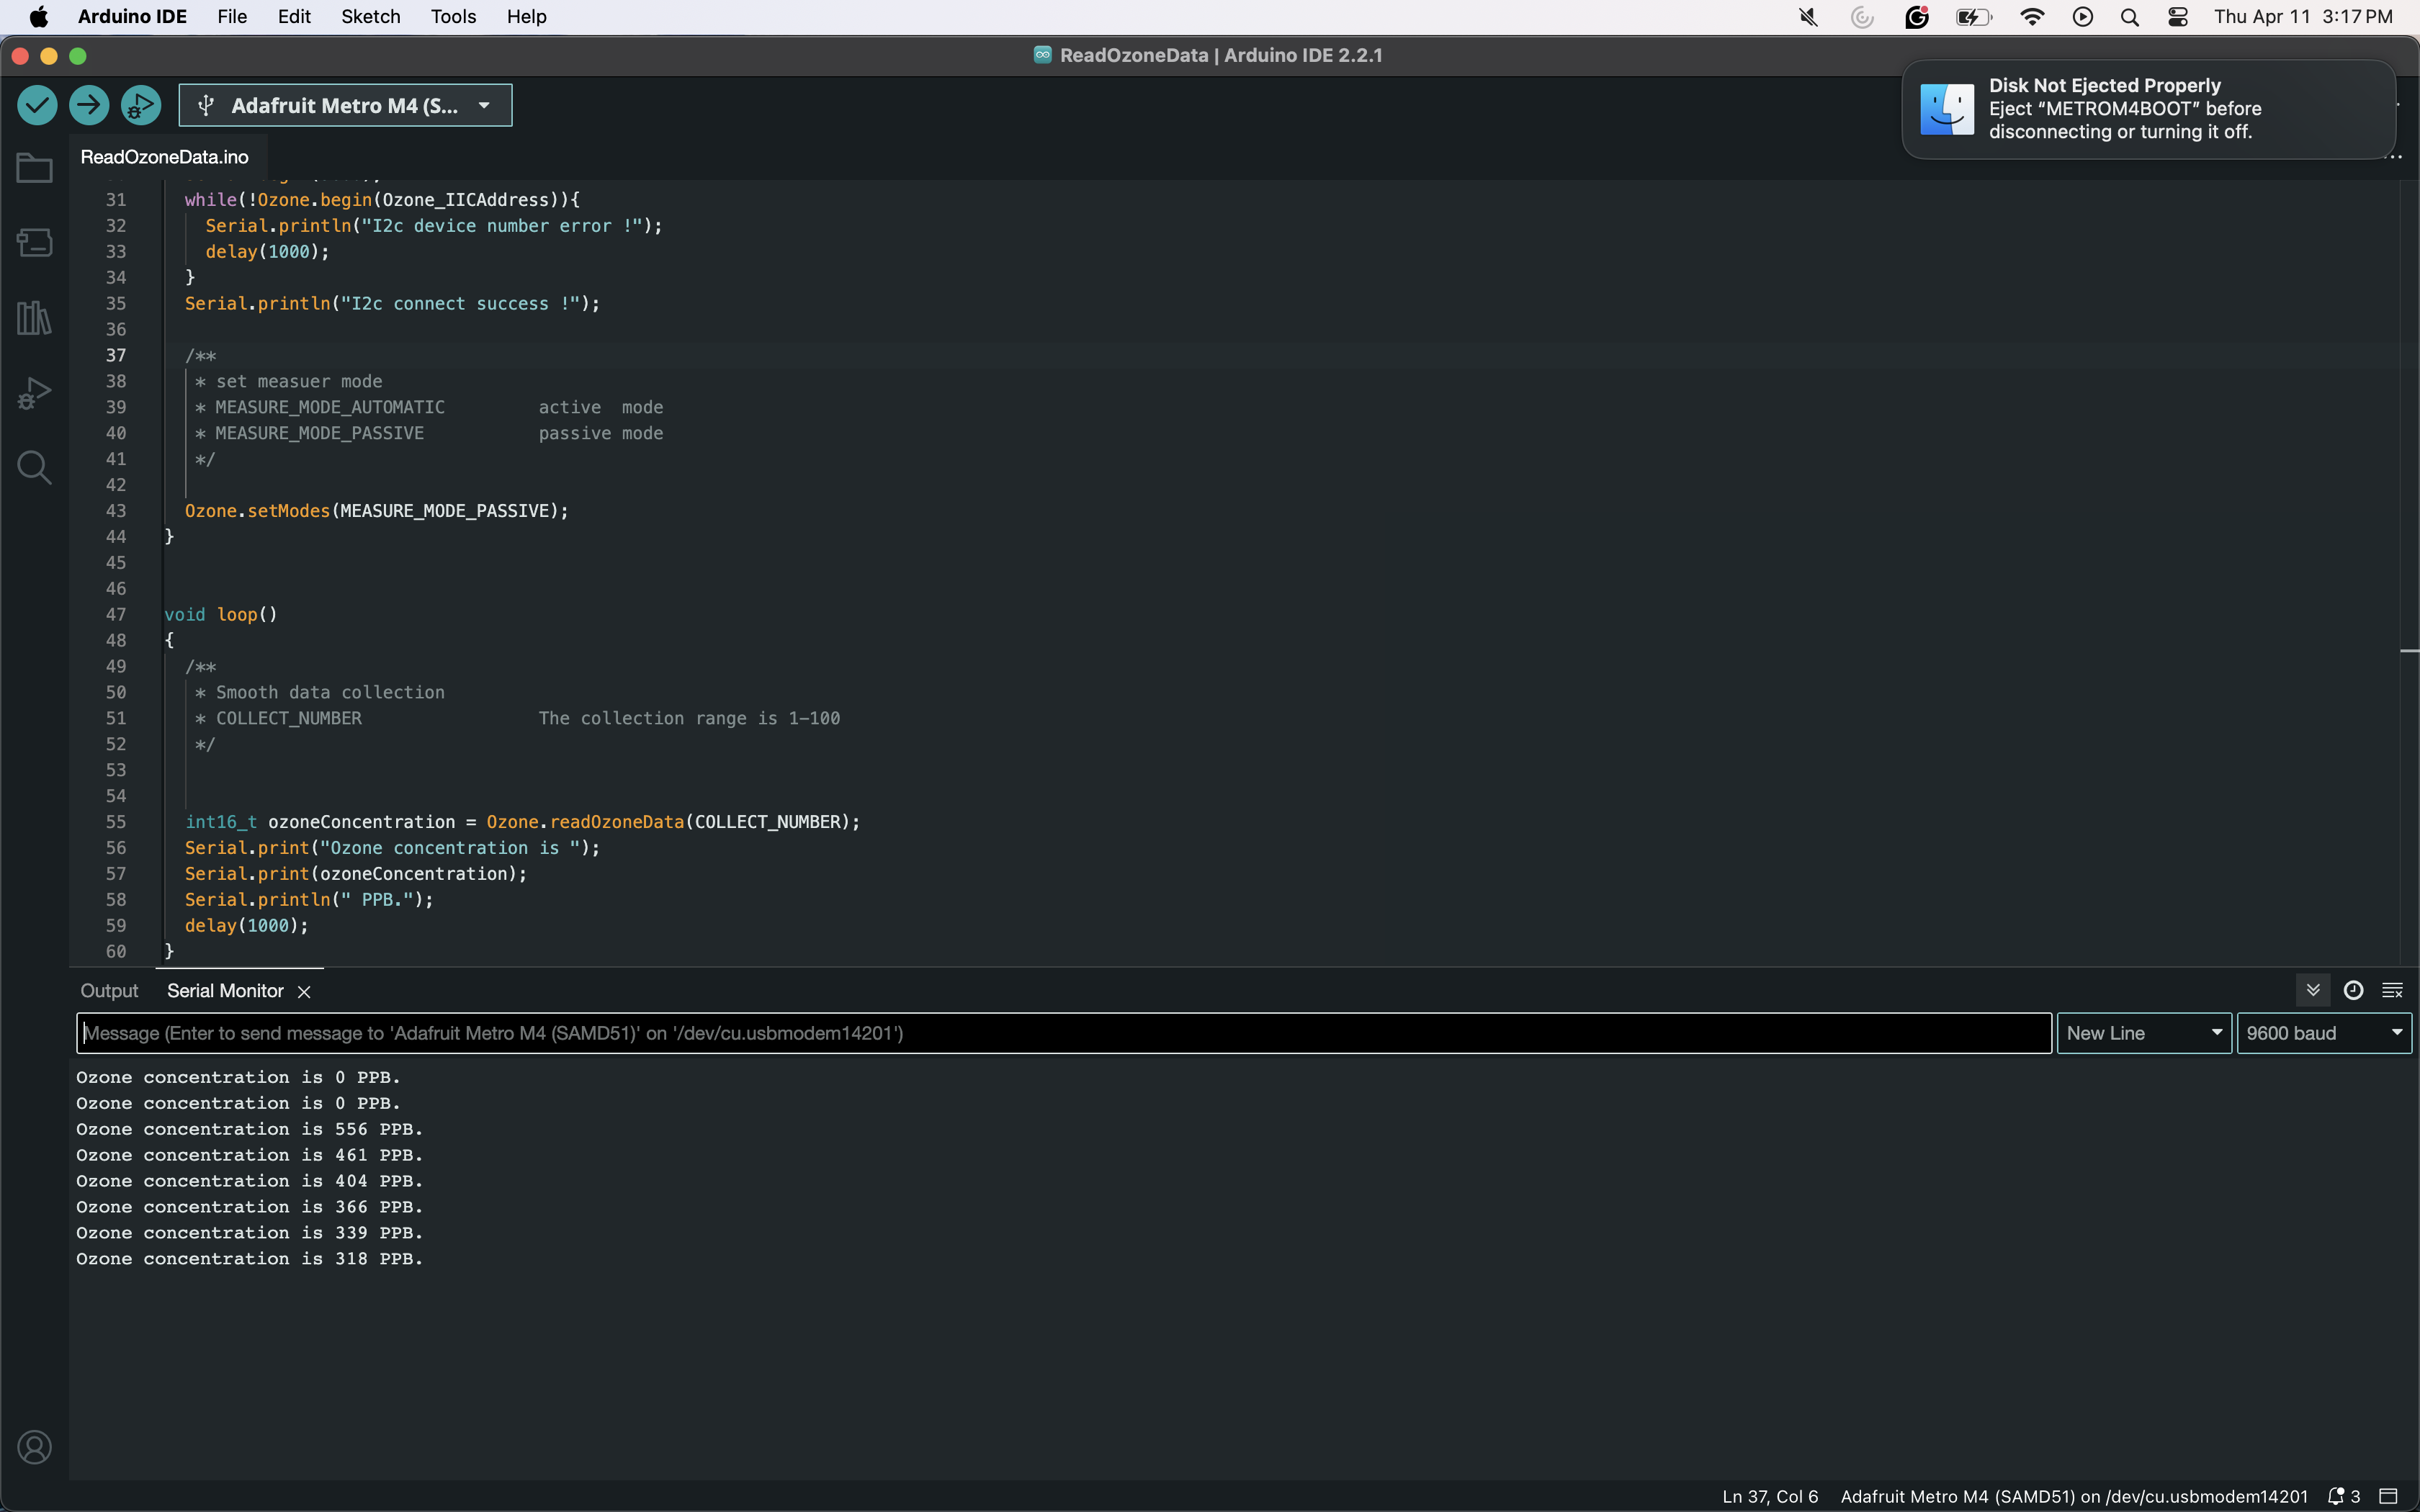 Arduino IDE File Edit Sketch Tools Help Thu Apr 11 3:17 PM
ReadOzoneData | Arduino IDE 2.2.1
Disk Not Ejected Properly
Eject “METROM4BOOT” before
disconnecting or turning it off.
Adafruit Metro M4 (S...
ReadOzoneData.ino
31 while(!Ozone.begin(Ozone_IICAddress)){
32 Serial.println("I2c device number error !");
33 delay(1000);
34 }
35 Serial.println("I2c connect success !");
36
37 /**
38 * set measuer mode
39 * MEASURE_MODE_AUTOMATIC active mode
40 * MEASURE_MODE_PASSIVE passive mode
41 */
42
43 Ozone.setModes(MEASURE_MODE_PASSIVE);
44 }
45
46
47 void loop()
48 {
49 /**
50 * Smooth data collection
51 * COLLECT_NUMBER The collection range is 1-100
52 */
53
54
55 int16_t ozoneConcentration = Ozone.readOzoneData(COLLECT_NUMBER);
56 Serial.print("Ozone concentration is ");
57 Serial.print(ozoneConcentration);
58 Serial.println(" PPB.");
59 delay(1000);
60 }
Output Serial Monitor
Message (Enter to send message to 'Adafruit Metro M4 (SAMD51)' on '/dev/cu.usbmodem14201') New Line 9600 baud
Ozone concentration is 0 PPB.
Ozone concentration is 0 PPB.
Ozone concentration is 556 PPB.
Ozone concentration is 461 PPB.
Ozone concentration is 404 PPB.
Ozone concentration is 366 PPB.
Ozone concentration is 339 PPB.
Ozone concentration is 318 PPB.
Ln 37, Col 6 Adafruit Metro M4 (SAMD51) on /dev/cu.usbmodem14201 3